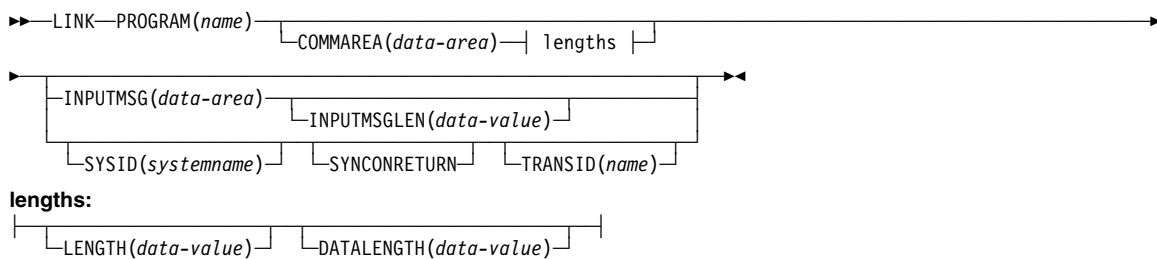 LINK PROGRAM(name)
COMMAREA(data-area) lengths
INPUTMSG(data-area)
INPUTMSGLEN(data-value)
SYSID(systemname) SYNCONRETURN TRANSID(name)
lengths:
LENGTH(data-value) DATALENGTH(data-value)